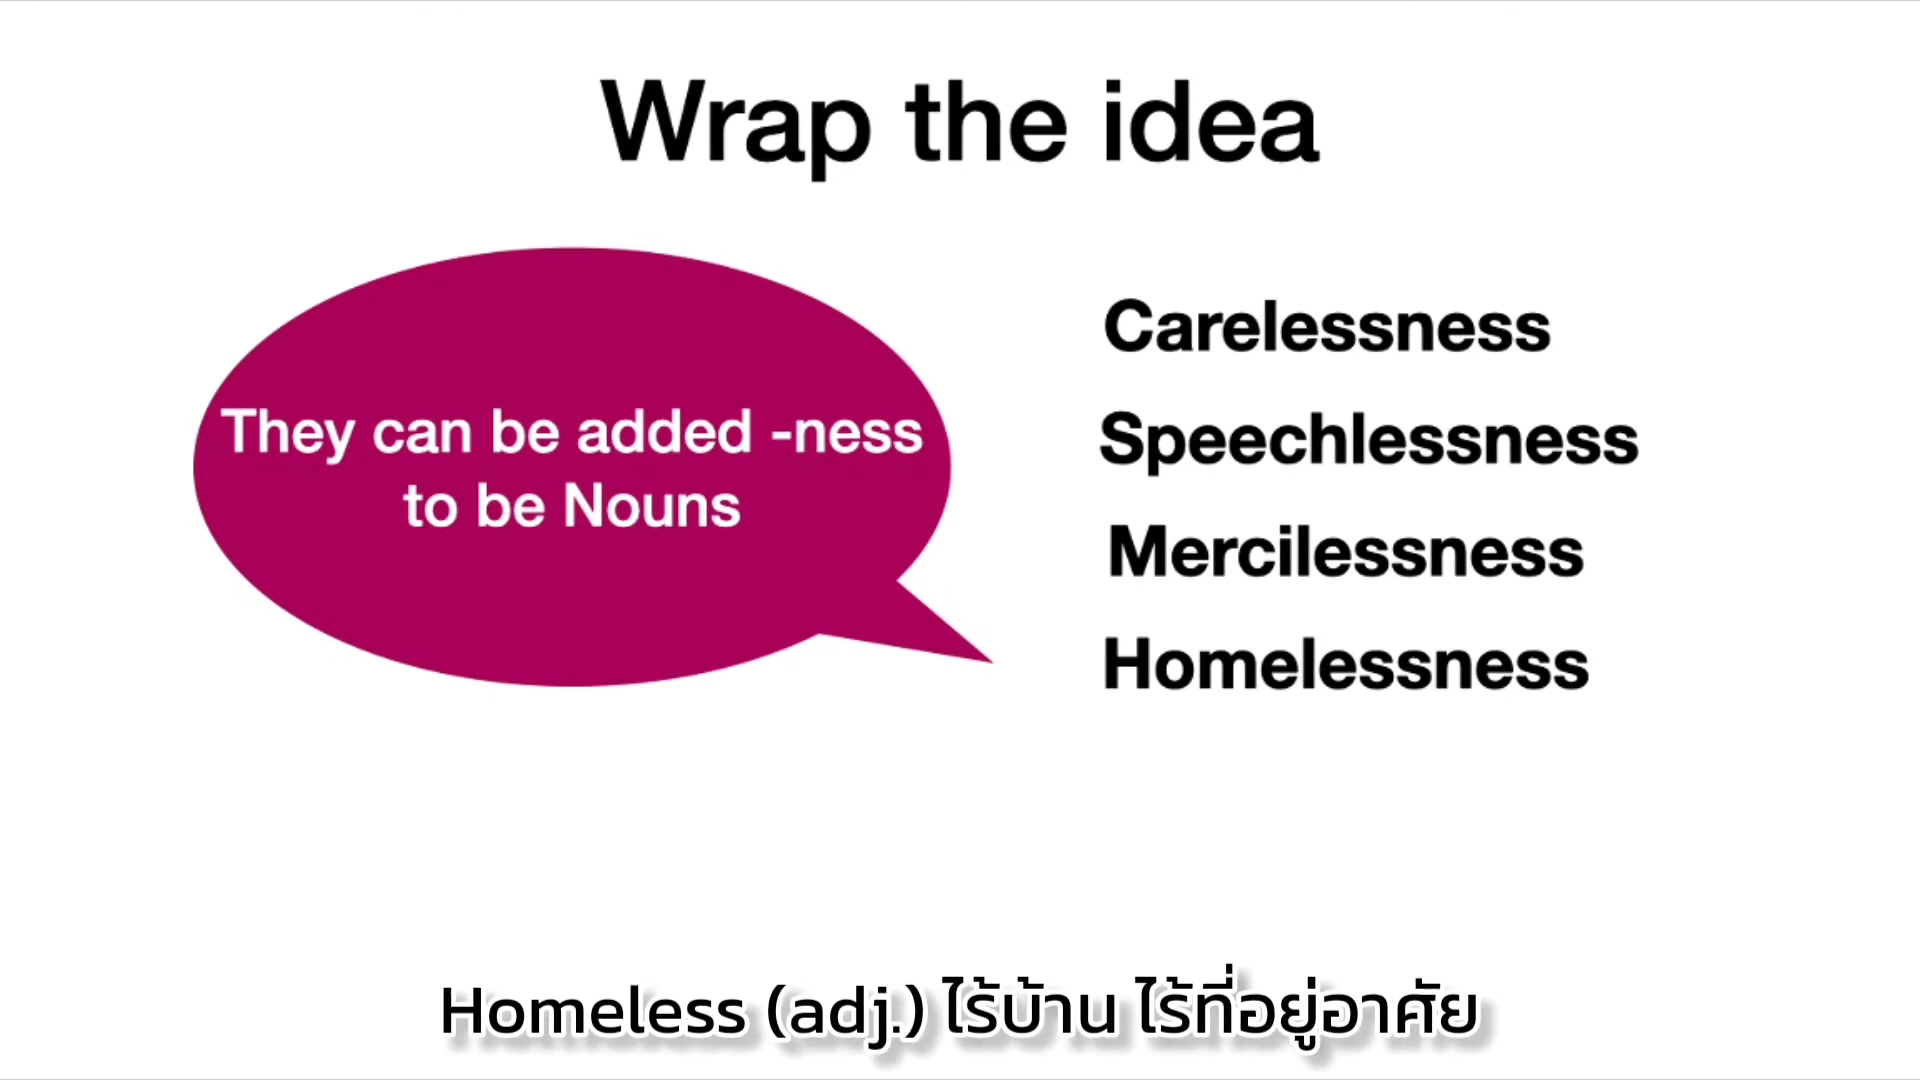 Wrap the idea
They can be added -ness
to be Nouns
Carelessness
Speechlessness
Mercilessness
Homelessness
Homeless (adj.) ไร้บ้าน ไร้ที่อยู่อาศัย